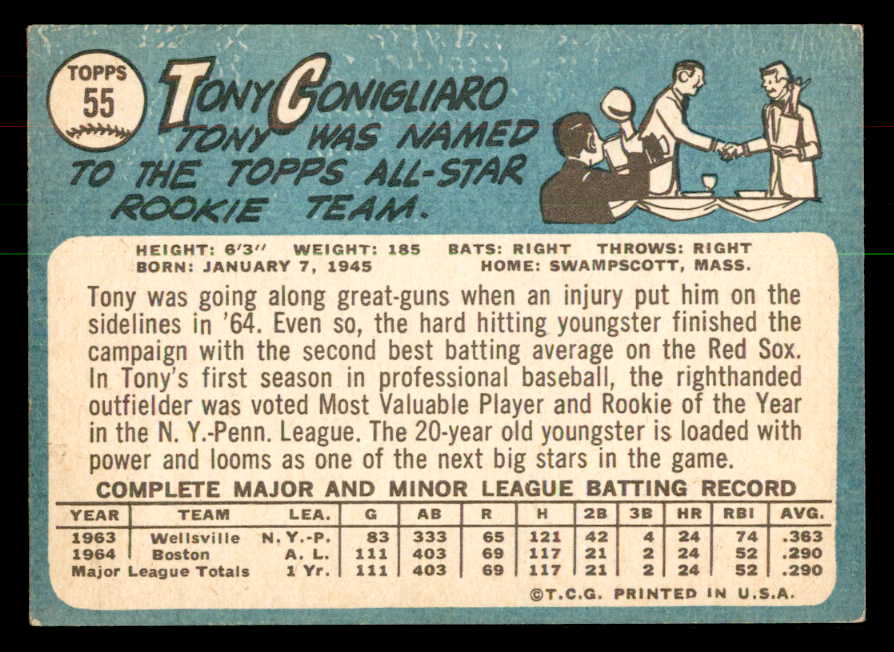 TOPPS
55
TONY CONIGLIARO
TONY WAS NAMED
TO THE TOPPS ALL-STAR
ROOKIE TEAM.
HEIGHT: 6'3" WEIGHT: 185 BATS: RIGHT THROWS: RIGHT
BORN: JANUARY 7, 1945 HOME: SWAMPSCOTT, MASS.
Tony was going along great-guns when an injury put him on the
sidelines in '64. Even so, the hard hitting youngster finished the
campaign with the second best batting average on the Red Sox.
In Tony's first season in professional baseball, the righthanded
outfielder was voted Most Valuable Player and Rookie of the Year
in the N. Y.-Penn. League. The 20-year old youngster is loaded with
power and looms as one of the next big stars in the game.
COMPLETE MAJOR AND MINOR LEAGUE BATTING RECORD
YEAR TEAM LEA. G AB R H 2B 3B HR RBI AVG.
1963 Wellsville N.Y.-P. 83 333 65 121 42 4 24 74 .363
1964 Boston A. L. 111 403 69 117 21 2 24 52 .290
Major League Totals 1 Yr. 111 403 69 117 21 2 24 52 .290
©T.C.G. PRINTED IN U.S.A.